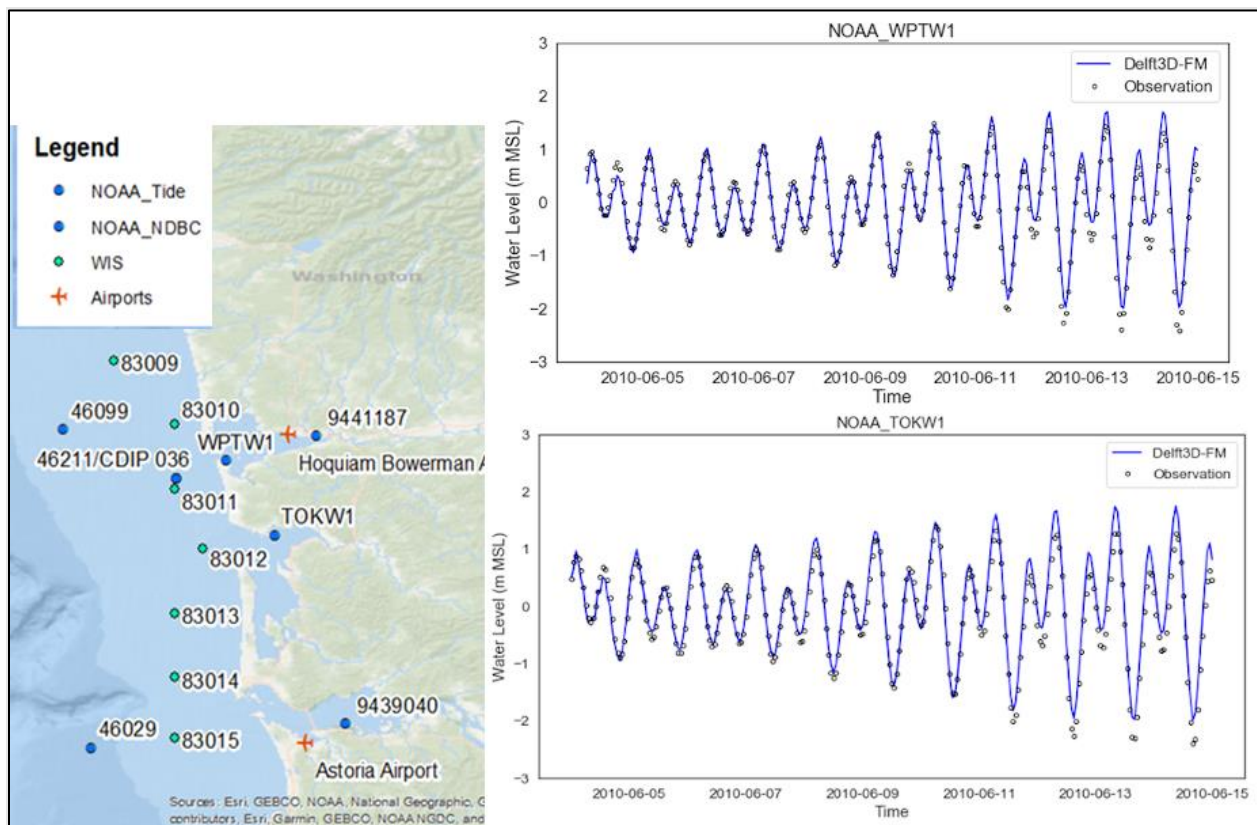 Legend
NOAA_Tide
NOAA_NDBC
WIS
Airports
Washington
83009
46099
83010
9441187
WPTW1
46211/CDIP 036
Hoquiam Bowerman A
83011
TOKW1
83012
83013
83014
9439040
46029
83015
Astoria Airport
Sources: Esri, GEBCO, NOAA, National Geographic, G
contributors, Esri, Garmin, GEBCO, NOAA NGDC, and
NOAA_WPTW1
Delft3D-FM
Observation
3
2
1
0
−1
−2
−3
Water Level (m MSL)
2010-06-05 2010-06-07 2010-06-09 2010-06-11 2010-06-13 2010-06-15
Time
NOAA_TOKW1
Delft3D-FM
Observation
3
2
1
0
−1
−2
−3
Water Level (m MSL)
2010-06-05 2010-06-07 2010-06-09 2010-06-11 2010-06-13 2010-06-15
Time